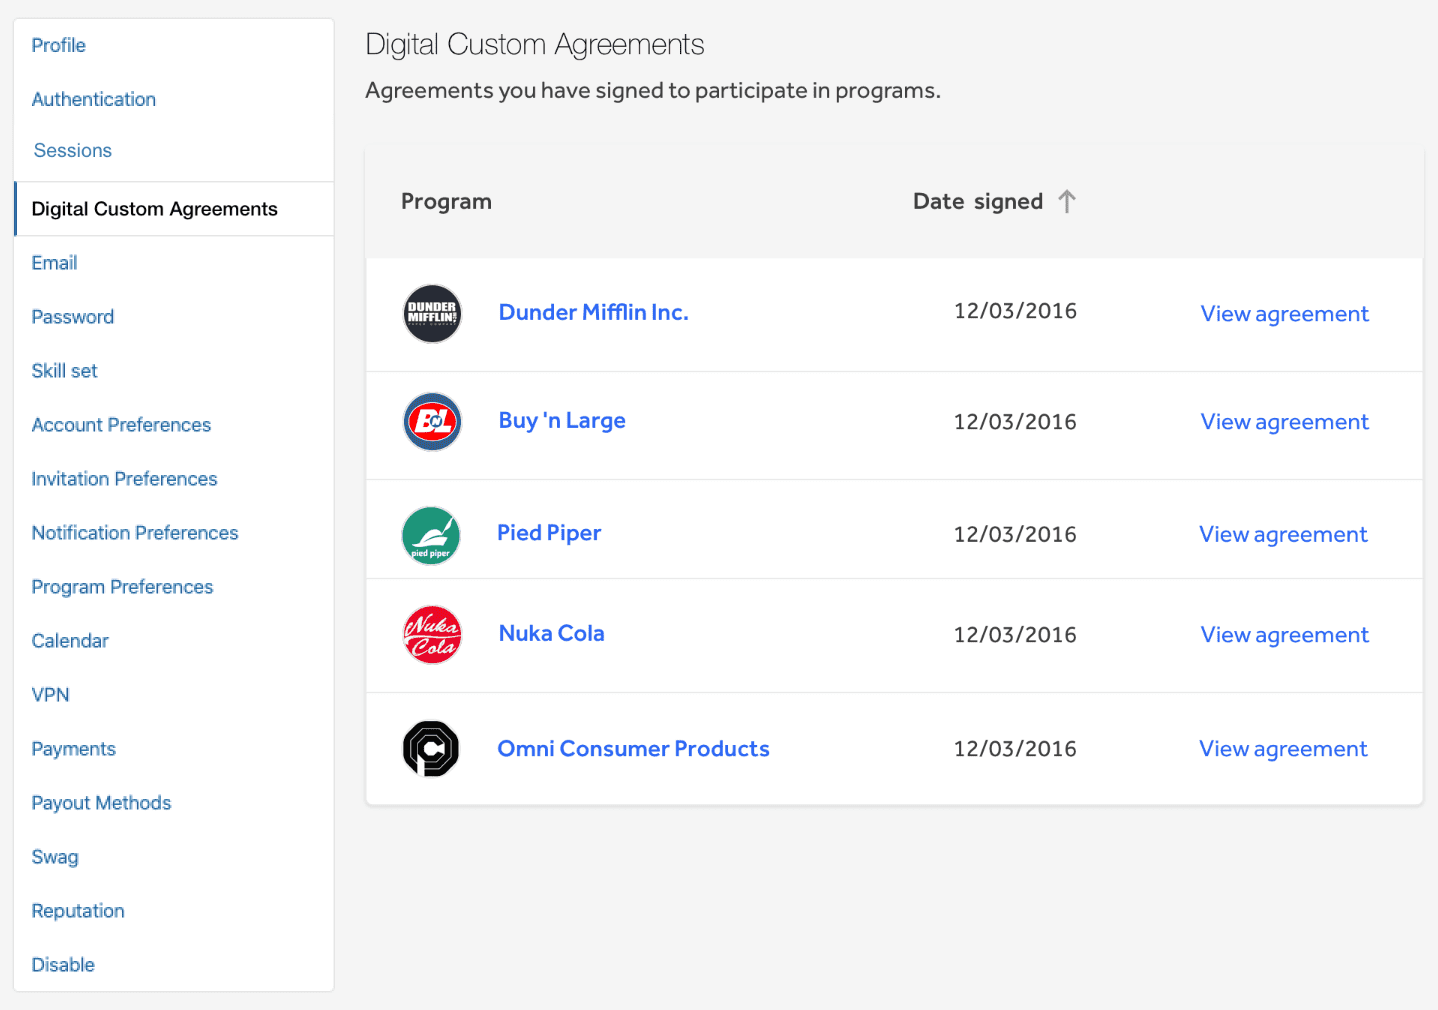 Profile
Authentication
Sessions
Digital Custom Agreements
Email
Password
Skill set
Account Preferences
Invitation Preferences
Notification Preferences
Program Preferences
Calendar
VPN
Payments
Payout Methods
Swag
Reputation
Disable
Digital Custom Agreements
Agreements you have signed to participate in programs.
Program Date signed
DUNDER
MIFFLIN INC
PAPER COMPANY
Dunder Mifflin Inc. 12/03/2016 View agreement
BNL
Buy 'n Large 12/03/2016 View agreement
pied piper
Pied Piper 12/03/2016 View agreement
Nuka
Cola
Nuka Cola 12/03/2016 View agreement
Omni Consumer Products 12/03/2016 View agreement